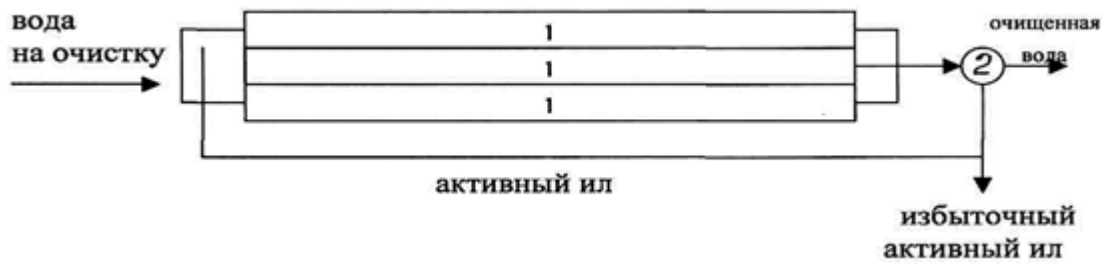 вода
на очистку
1
1
1
2
очищенная
вода
активный ил
избыточный
активный ил